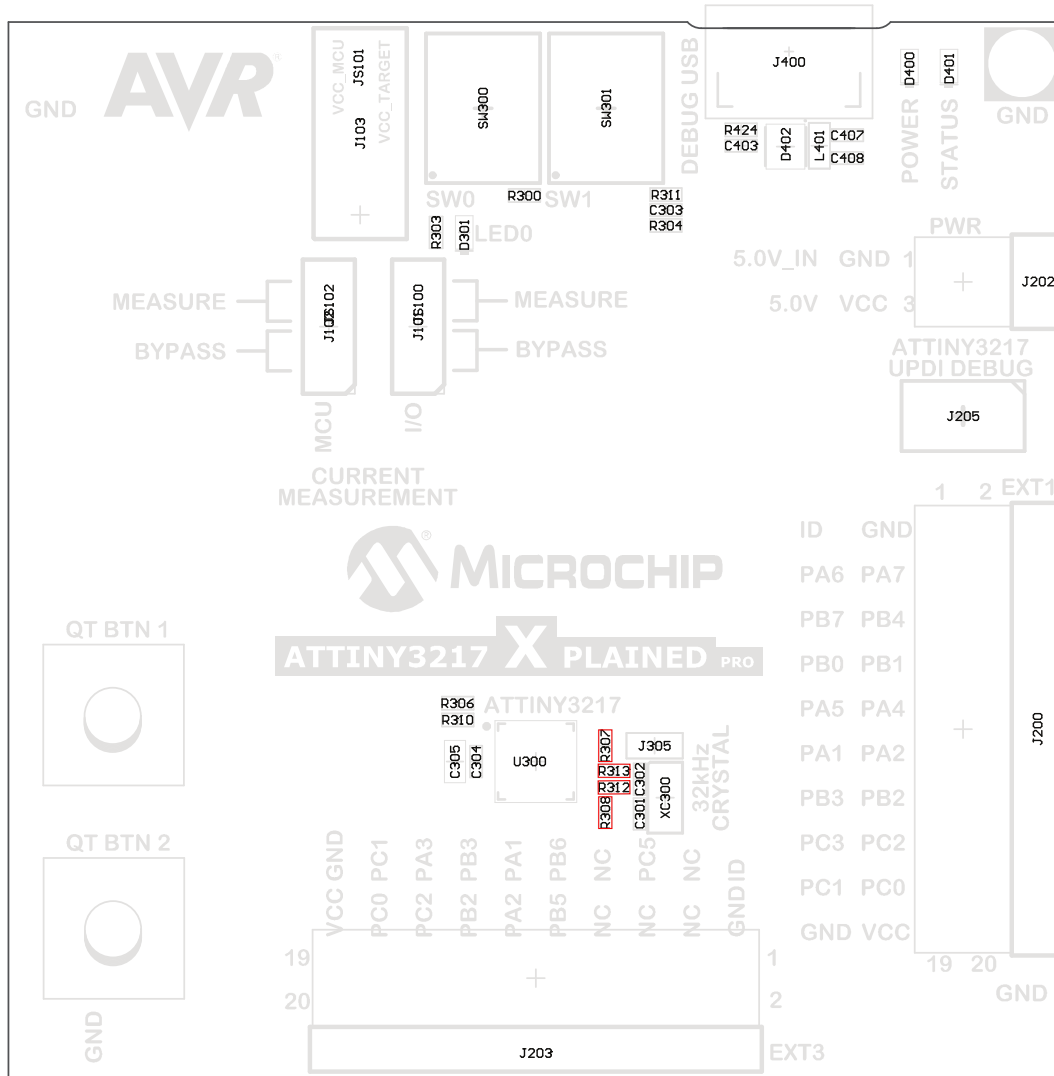 AVR®
GND
VCC_MCU
JS101
J103
VCC_TARGET
SW300
SW301
DEBUG USB
J400
D400
D401
POWER
STATUS
GND
R424
C403
D402
L401
C407
C408
SW0
R300
SW1
R311
C303
R304
R303
D301
LED0
PWR
5.0V_IN GND 1
5.0V VCC 3
J202
MEASURE
JS102
JS100
MEASURE
BYPASS
BYPASS
MCU
I/O
ATTINY3217
UPDI DEBUG
J205
CURRENT
MEASUREMENT
1 2 EXT1
ID GND
PA6 PA7
PB7 PB4
PB0 PB1
PA5 PA4
PA1 PA2
PB3 PB2
PC3 PC2
PC1 PC0
GND VCC
19 20
GND
J200
® MICROCHIP
ATTINY3217 X PLAINED PRO
QT BTN 1
R306
R310
ATTINY3217
C305
C304
U300
R307
R313
R312
R308
J305
C302
C301
XC300
32kHz
CRYSTAL
QT BTN 2
GND
GND PC1 PA3 PB3 PA1 PB6 NC PC5 NC ID
VCC PC0 PC2 PB2 PA2 PB5 NC NC NC GND
19 1
20 2
J203
EXT3